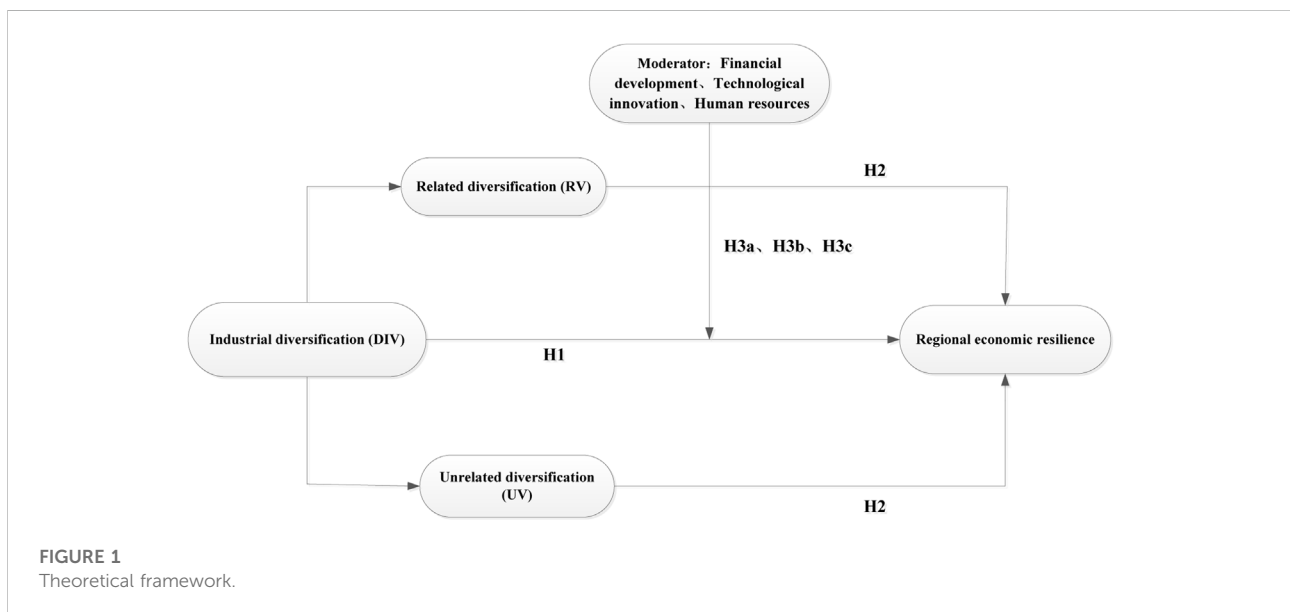 Moderator：Financial
development、Technological
innovation、Human resources
Related diversification (RV)
H2
H3a、H3b、H3c
Industrial diversification (DIV)
H1
Regional economic resilience
Unrelated diversification
(UV)
H2
FIGURE 1
Theoretical framework.